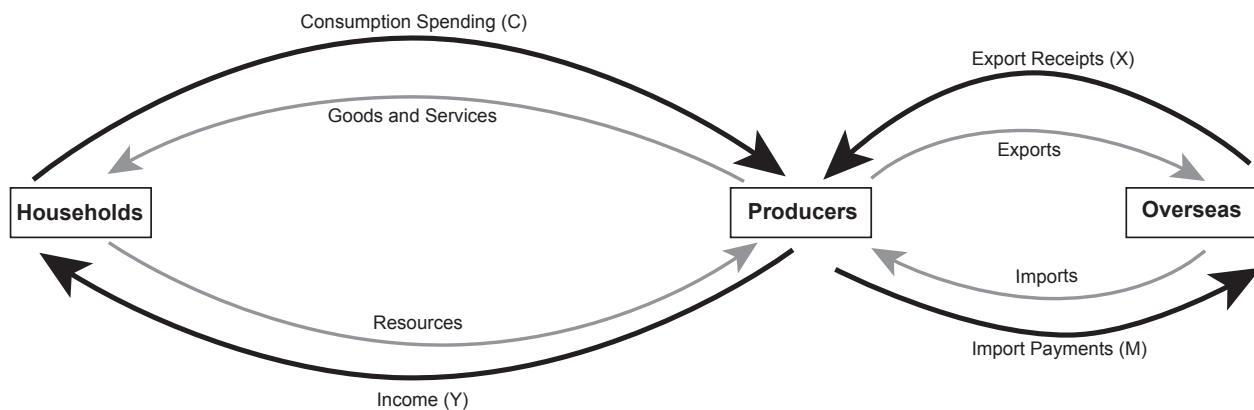 Consumption Spending (C)
Export Receipts (X)
Goods and Services
Exports
Households
Producers
Overseas
Imports
Resources
Import Payments (M)
Income (Y)